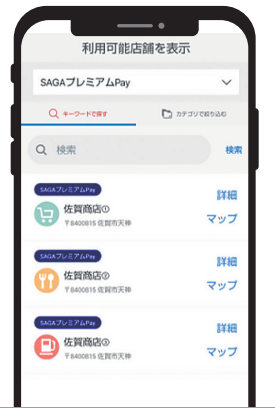 利用可能店舗を表示
SAGAプレミアムPay
キーワードで探す
カテゴリで絞り込む
検索
検索
SAGAプレミアムPay
佐賀商店①
〒8400815 佐賀市天神
詳細
マップ
SAGAプレミアムPay
佐賀商店②
〒8400815 佐賀市天神
詳細
マップ
SAGAプレミアムPay
佐賀商店③
〒8400815 佐賀市天神
詳細
マップ